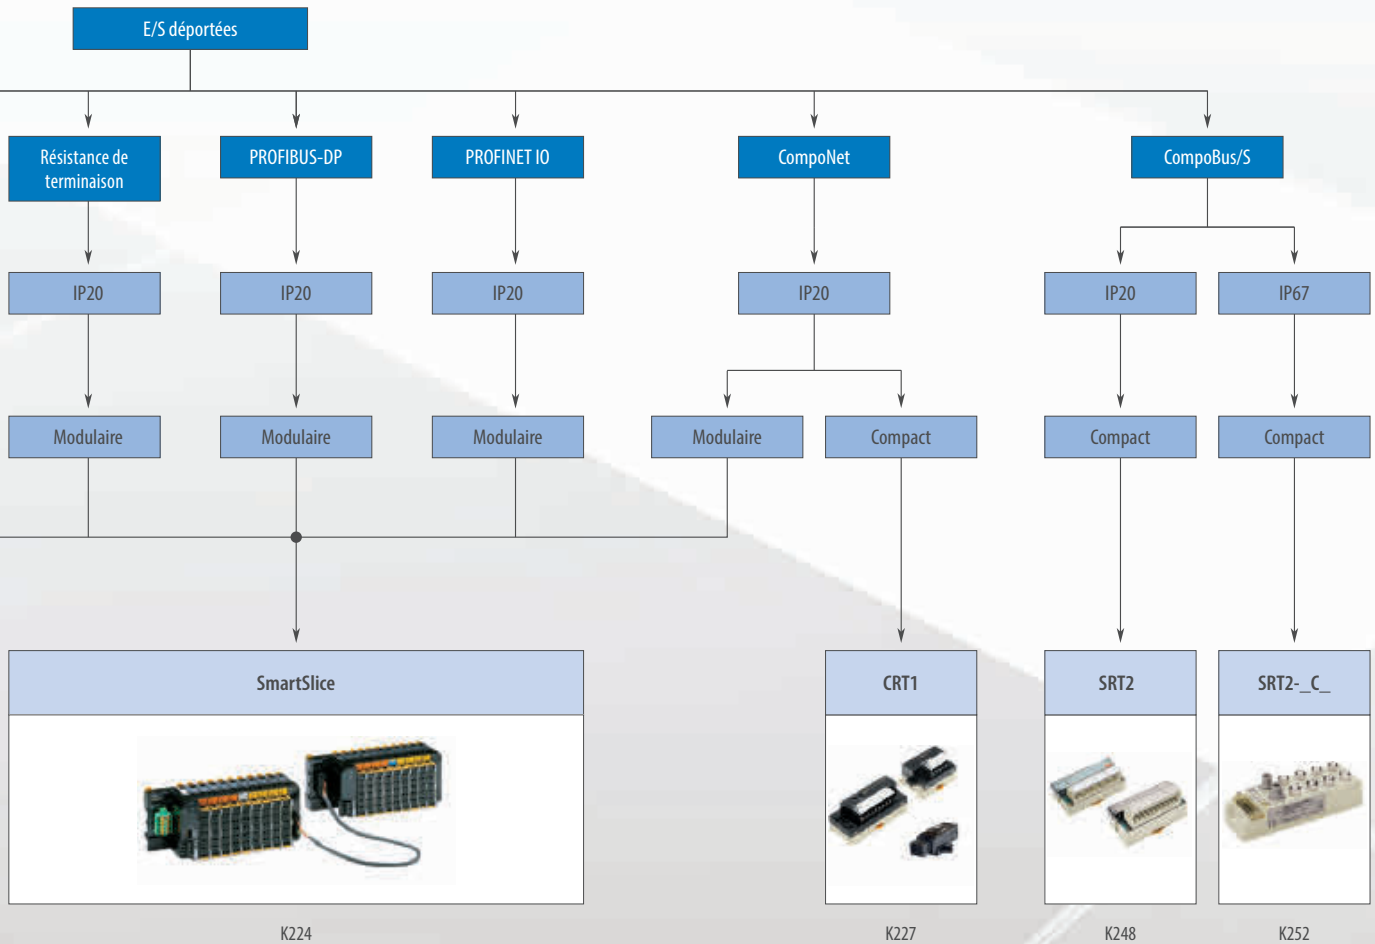 E/S déportées
Résistance de
terminaison
PROFIBUS-DP
PROFINET IO
CompoNet
CompoBus/S
IP20
IP20
IP20
IP20
IP20
IP67
Modulaire
Modulaire
Modulaire
Modulaire
Compact
Compact
Compact
SmartSlice
CRT1
SRT2
SRT2-_C_
K224
K227
K248
K252